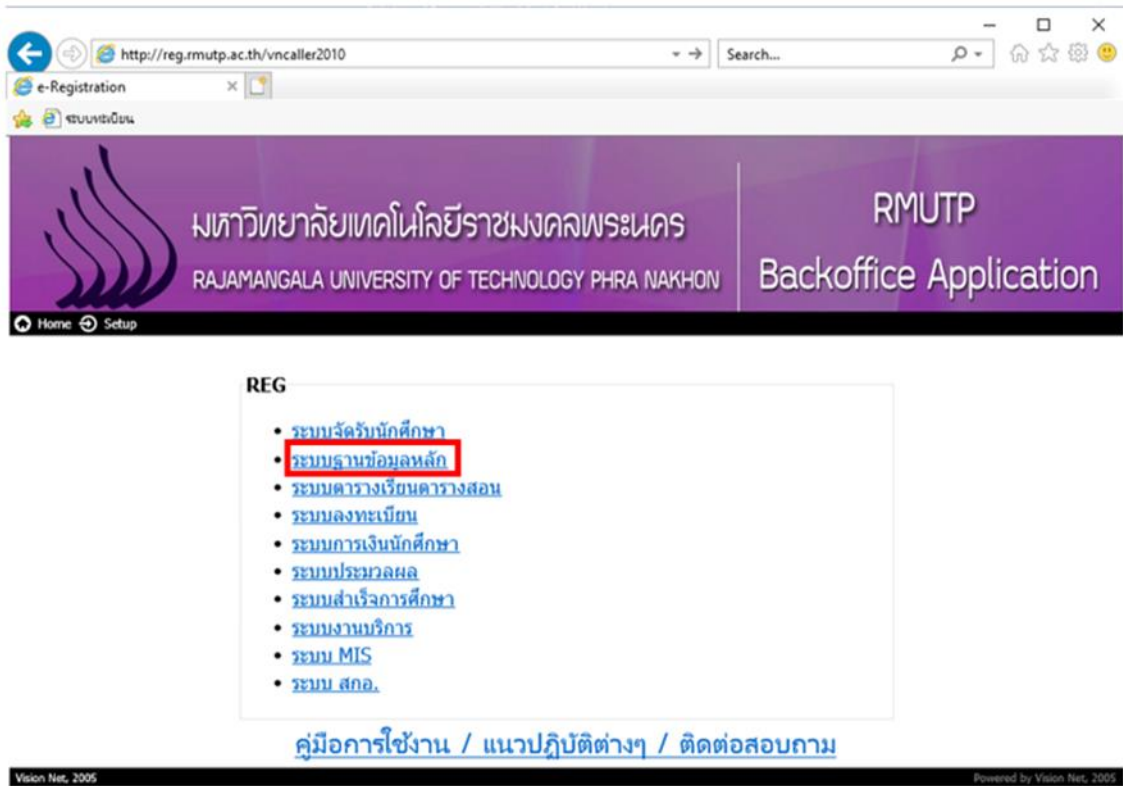 http://reg.rmutp.ac.th/vncaller2010
Search...
e-Registration
ระบบทะเบียน
มหาวิทยาลัยเทคโนโลยีราชมงคลพระนคร
RAJAMANGALA UNIVERSITY OF TECHNOLOGY PHRA NAKHON
RMUTP
Backoffice Application
Home Setup
REG
ระบบจัดรับนักศึกษา
ระบบฐานข้อมูลหลัก
ระบบตารางเรียนตารางสอน
ระบบลงทะเบียน
ระบบการเงินนักศึกษา
ระบบประมวลผล
ระบบสำเร็จการศึกษา
ระบบงานบริการ
ระบบ MIS
ระบบ สกอ.
คู่มือการใช้งาน / แนวปฏิบัติต่างๆ / ติดต่อสอบถาม
Vision Net, 2005
Powered by Vision Net, 2005